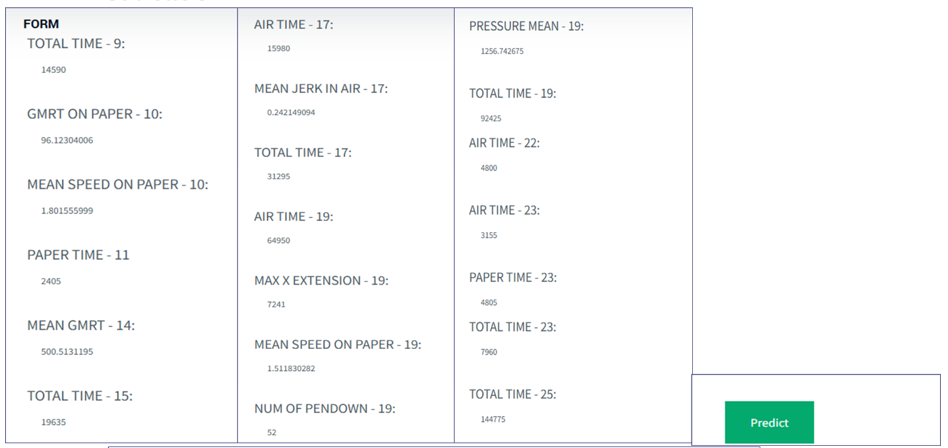 FORM
TOTAL TIME - 9:
14590
GMRT ON PAPER - 10:
96.12304006
MEAN SPEED ON PAPER - 10:
1.801555999
PAPER TIME - 11
2405
MEAN GMRT - 14:
500.5131195
TOTAL TIME - 15:
19635
AIR TIME - 17:
15980
MEAN JERK IN AIR - 17:
0.242149094
TOTAL TIME - 17:
31295
AIR TIME - 19:
64950
MAX X EXTENSION - 19:
7241
MEAN SPEED ON PAPER - 19:
1.511830282
NUM OF PENDOWN - 19:
52
PRESSURE MEAN - 19:
1256.742675
TOTAL TIME - 19:
92425
AIR TIME - 22:
4800
AIR TIME - 23:
3155
PAPER TIME - 23:
4805
TOTAL TIME - 23:
7960
TOTAL TIME - 25:
144775
Predict